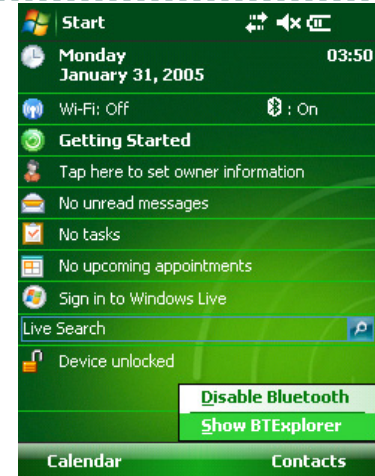 Start
Monday 03:50
January 31, 2005
Wi-Fi: Off : On
Getting Started
Tap here to set owner information
No unread messages
No tasks
No upcoming appointments
Sign in to Windows Live
Live Search
Device unlocked
Disable Bluetooth
Show BTExplorer
Calendar Contacts